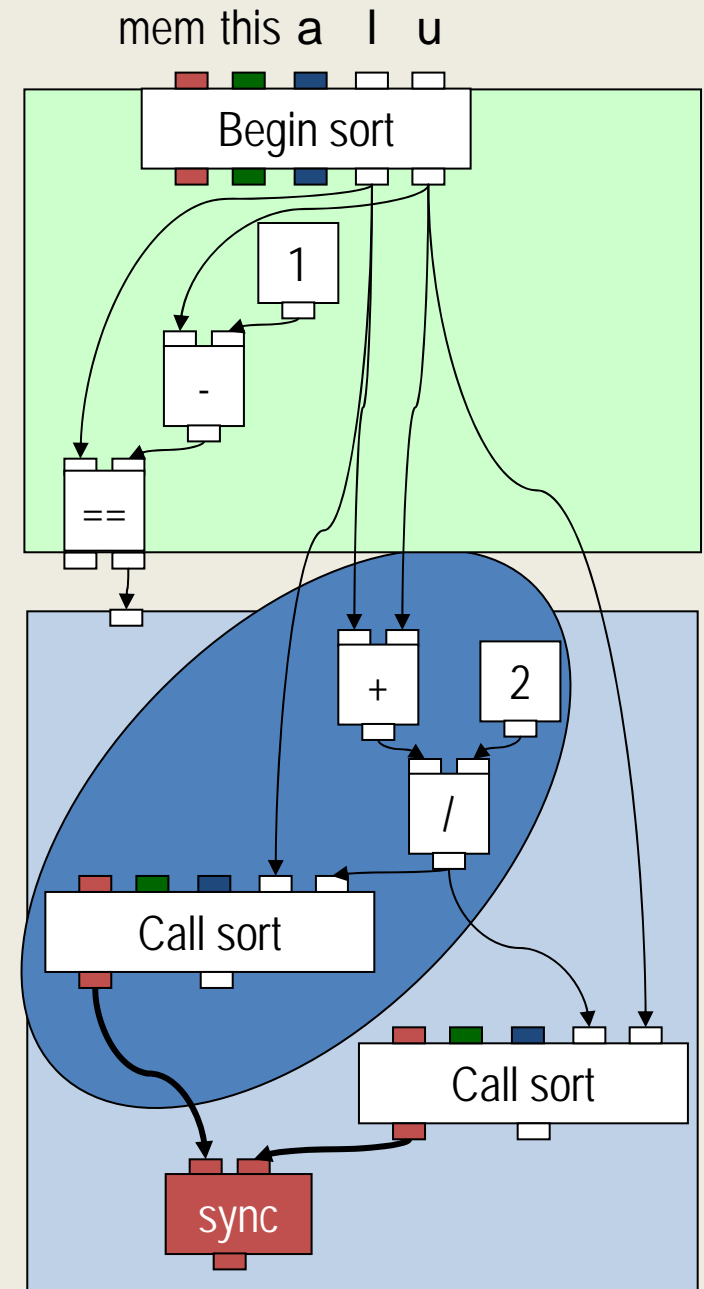 mem this a l u
Begin sort
1
-
==
+
2
/
Call sort
Call sort
sync